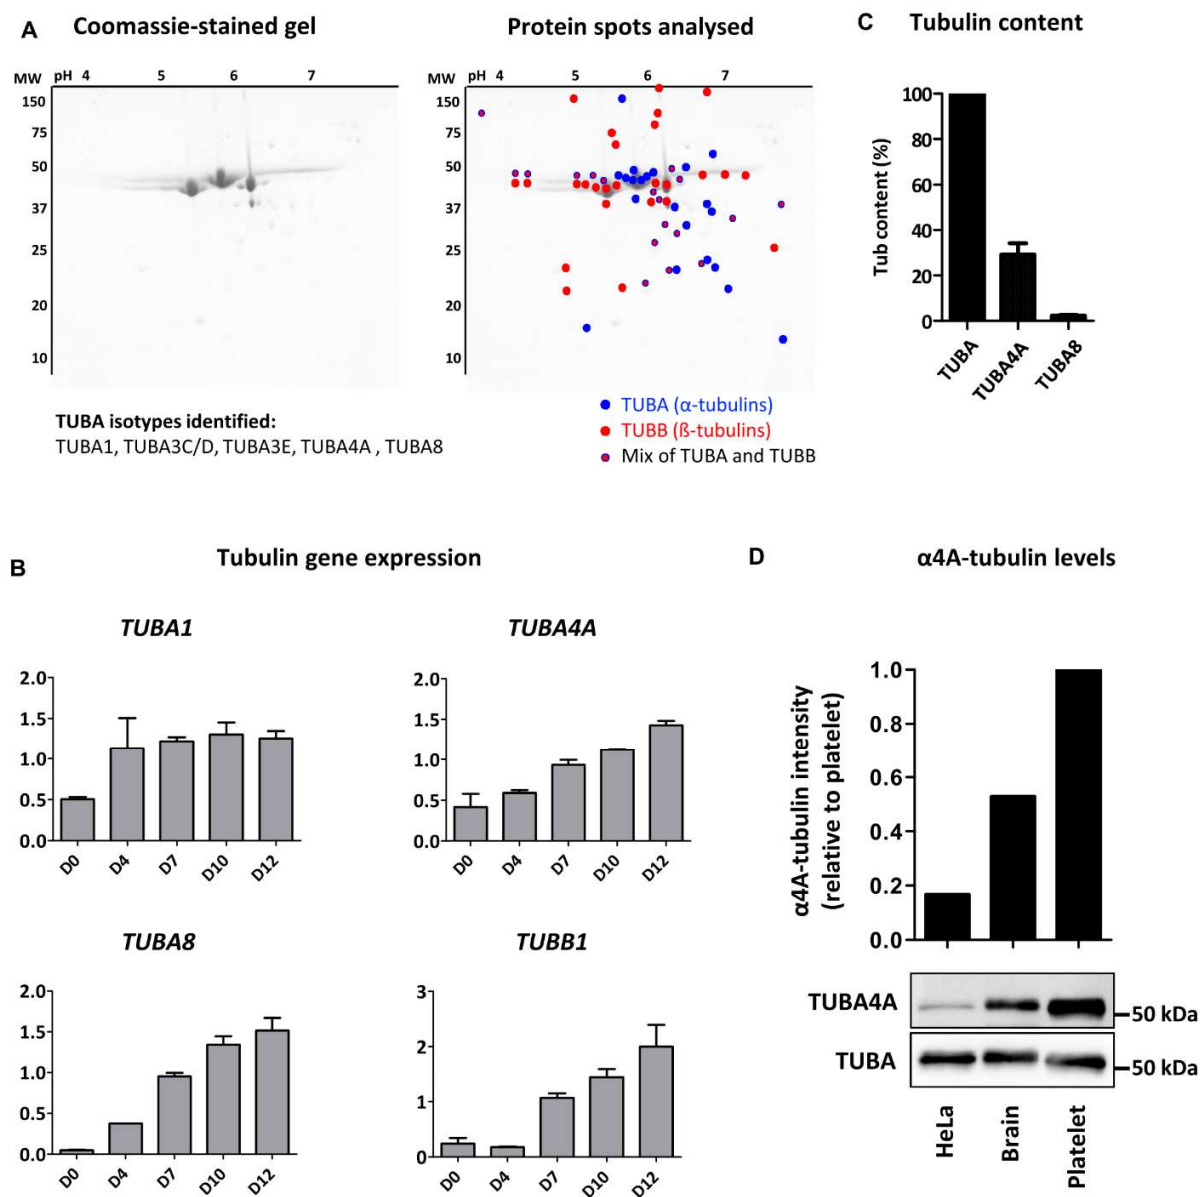 A
Coomassie-stained gel
Protein spots analysed
MW pH 4 5 6 7
150
75
50
37
25
20
10
MW pH 4 5 6 7
150
75
50
37
25
20
10
TUBA isotypes identified:
TUBA1, TUBA3C/D, TUBA3E, TUBA4A , TUBA8
TUBA (α-tubulins)
TUBB (ß-tubulins)
Mix of TUBA and TUBB
C
Tubulin content
Tub content (%)
100
80
60
40
20
0
TUBA
TUBA4A
TUBA8
B
Tubulin gene expression
TUBA1
2.0
1.5
1.0
0.5
0.0
D0 D4 D7 D10 D12
TUBA4A
2.0
1.5
1.0
0.5
0.0
D0 D4 D7 D10 D12
TUBA8
2.0
1.5
1.0
0.5
0.0
D0 D4 D7 D10 D12
TUBB1
3
2
1
0
D0 D4 D7 D10 D12
D
α4A-tubulin levels
α4A-tubulin intensity
(relative to platelet)
1.0
0.8
0.6
0.4
0.2
0.0
TUBA4A
50 kDa
TUBA
50 kDa
HeLa
Brain
Platelet